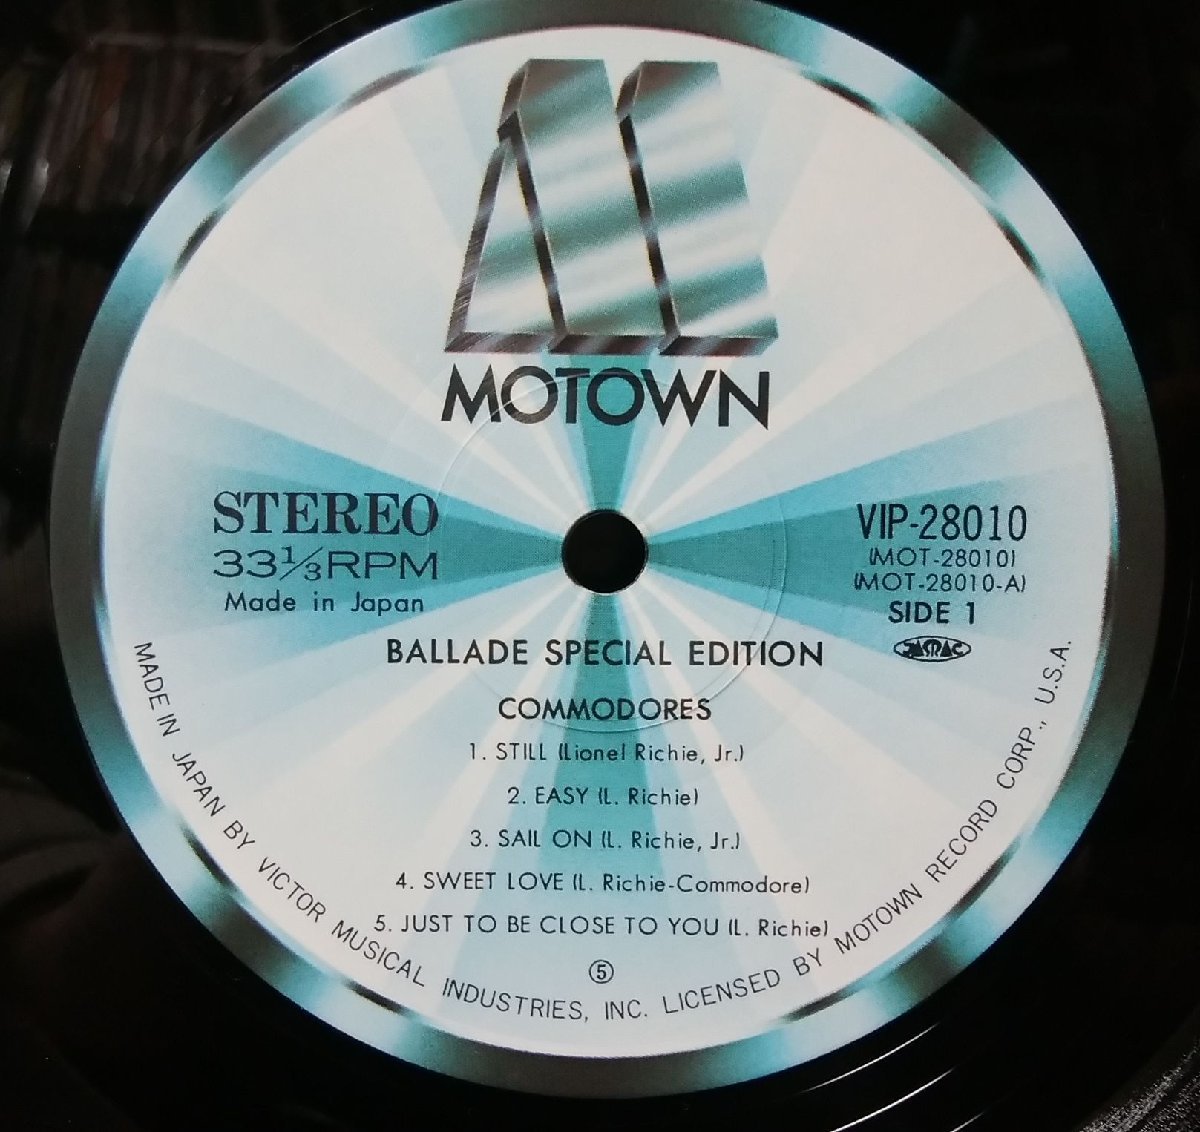 MOTOWN
STEREO
33⅓RPM
Made in Japan
VIP-28010
(MOT-28010)
(MOT-28010-A)
SIDE 1
JASRAC
BALLADE SPECIAL EDITION
COMMODORES
1. STILL (Lionel Richie, Jr.)
2. EASY (L. Richie)
3. SAIL ON (L. Richie, Jr.)
4. SWEET LOVE (L. Richie-Commodore)
5. JUST TO BE CLOSE TO YOU (L. Richie)
⑤
MADE IN JAPAN BY VICTOR MUSICAL INDUSTRIES, INC. LICENSED BY MOTOWN RECORD CORP., U.S.A.